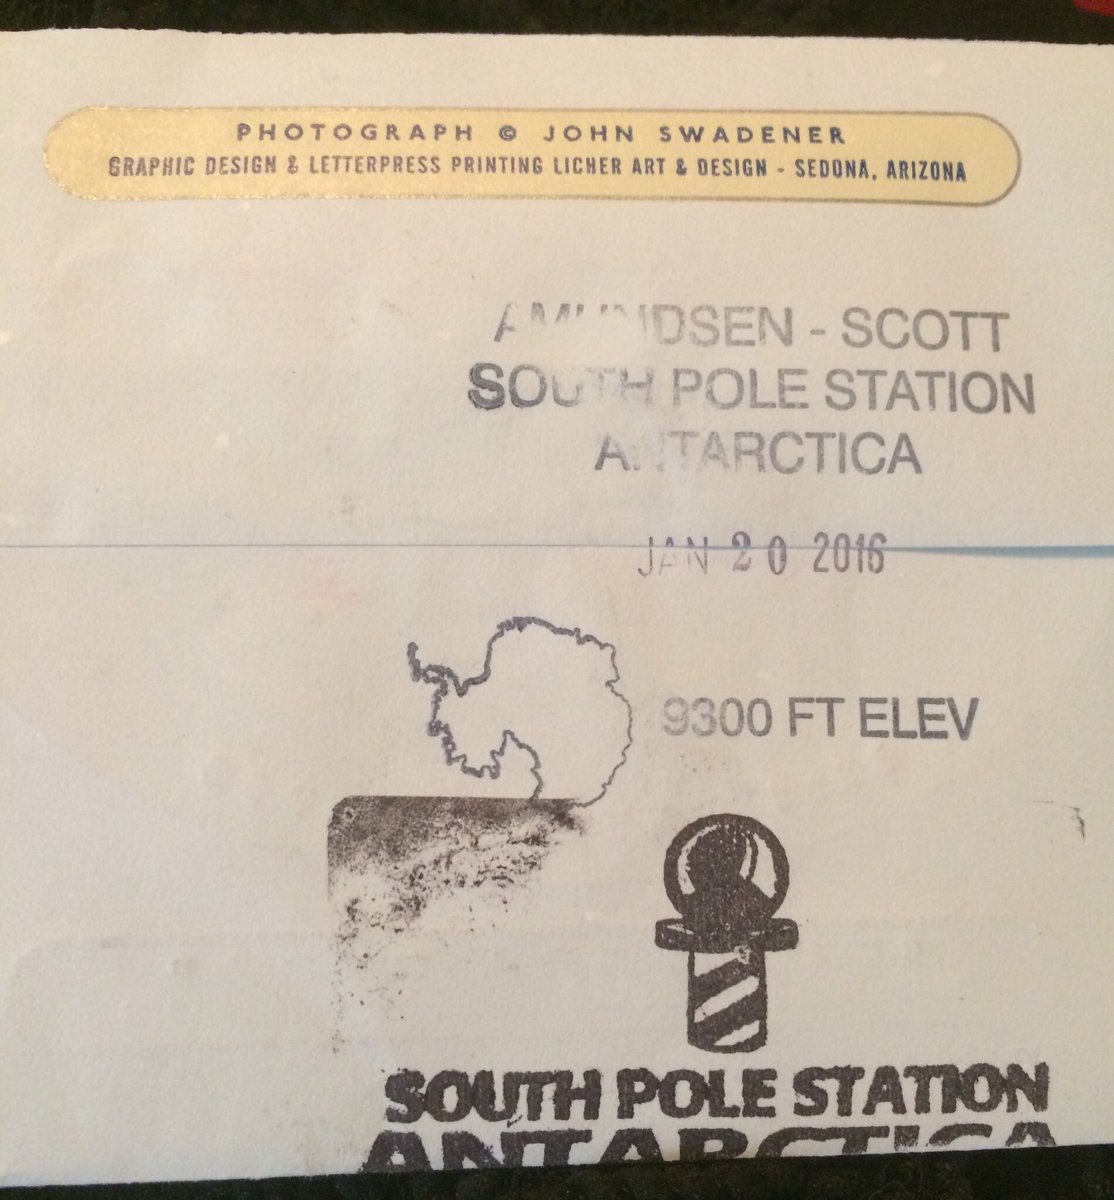 PHOTOGRAPH © JOHN SWADENER
GRAPHIC DESIGN & LETTERPRESS PRINTING LICHER ART & DESIGN - SEDONA, ARIZONA
AMUNDSEN - SCOTT
SOUTH POLE STATION
ANTARCTICA
JAN 20 2016
9300 FT ELEV
SOUTH POLE STATION
ANTARCTICA